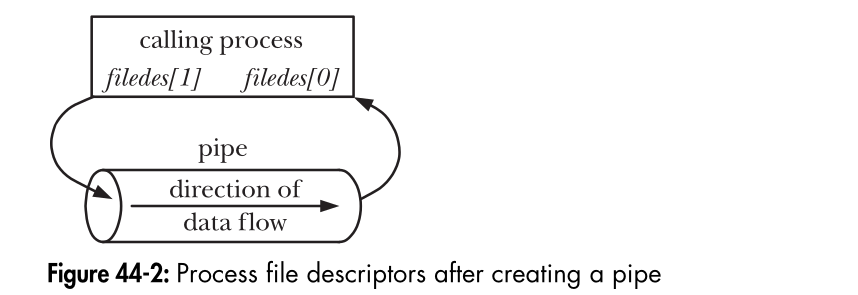 calling process
filedes[1] filedes[0]
pipe
direction of
data flow
Figure 44-2: Process file descriptors after creating a pipe